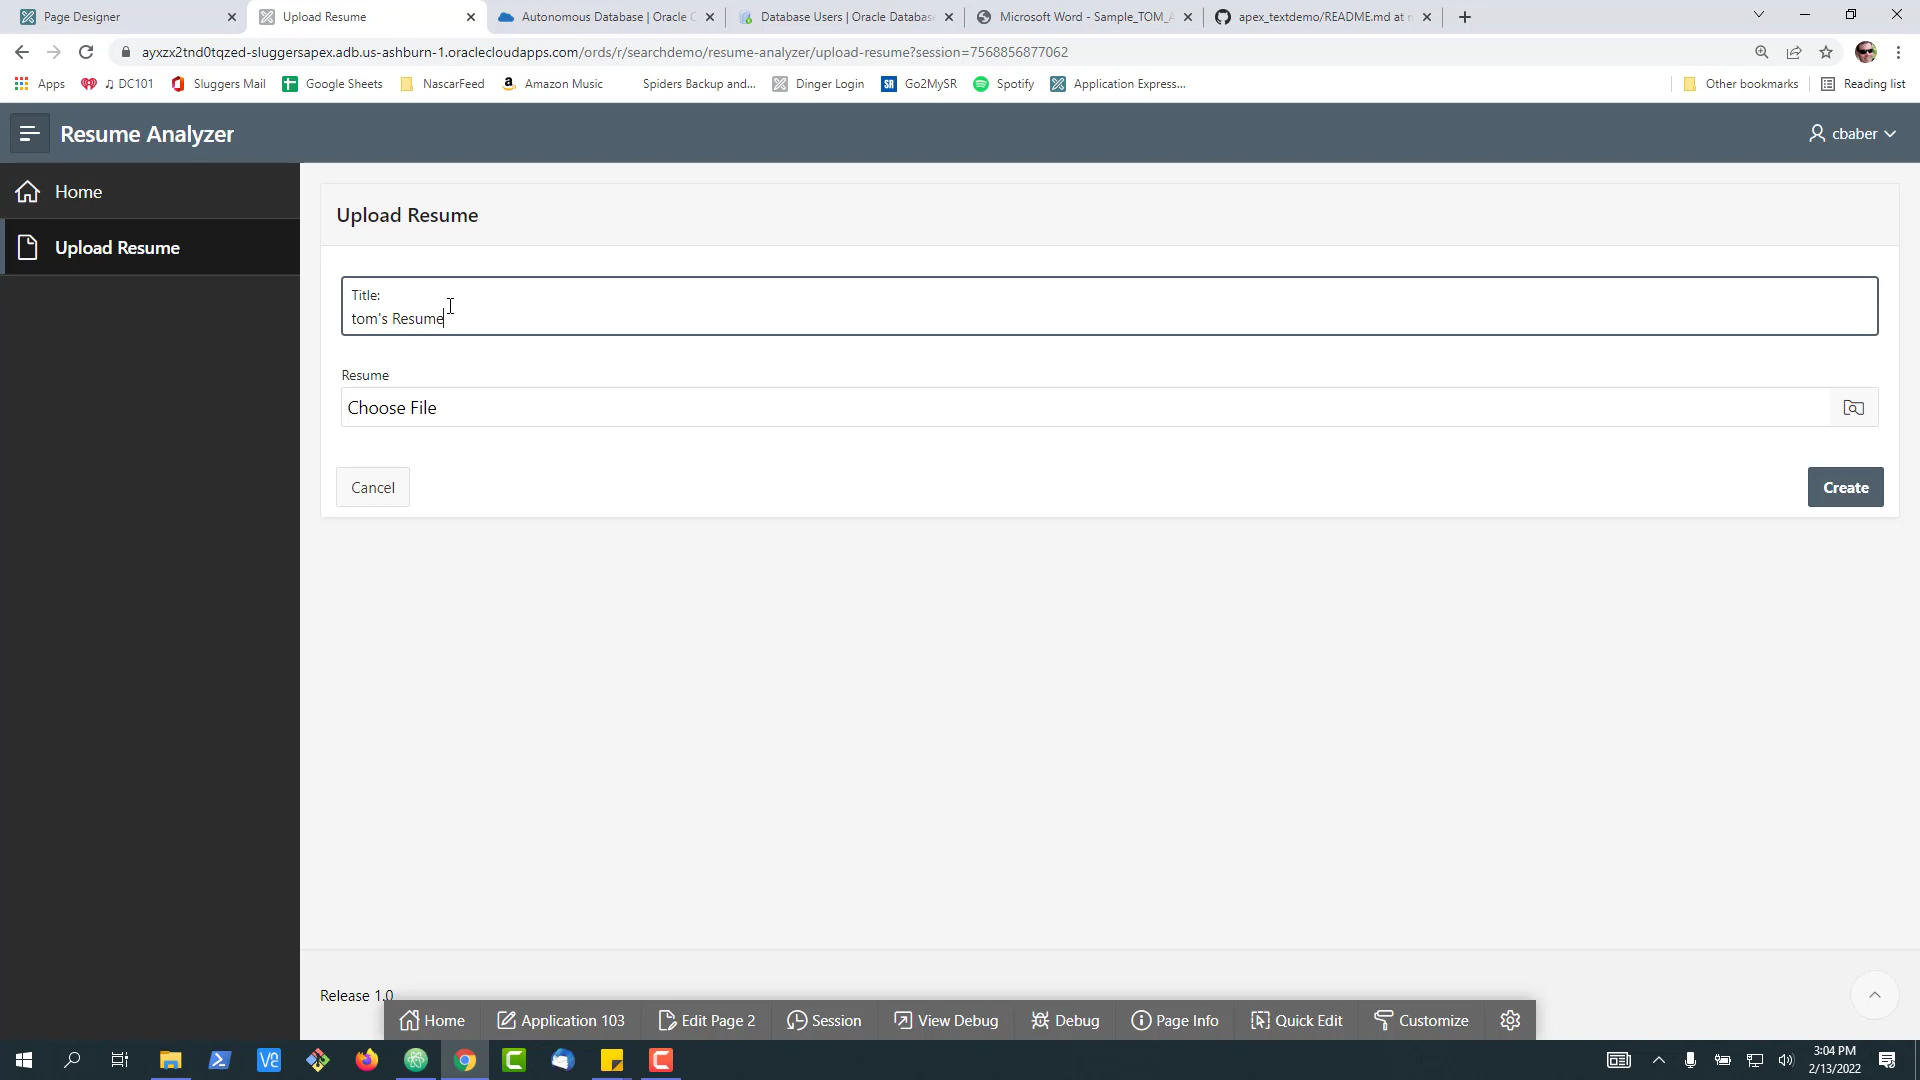 Page Designer
Upload Resume
Autonomous Database | Oracle C
Database Users | Oracle Database
Microsoft Word - Sample_TOM_A
apex_textdemo/README.md at
ayxzx2tnd0tqzed-sluggersapex.adb.us-ashburn-1.oraclecloudapps.com/ords/r/searchdemo/resume-analyzer/upload-resume?session=7568856877062
Apps
♫ DC101
Sluggers Mail
Google Sheets
NascarFeed
Amazon Music
Spiders Backup and...
Dinger Login
SR
Go2MySR
Spotify
Application Express...
Other bookmarks
Reading list
Resume Analyzer
cbaber
Home
Upload Resume
Upload Resume
Title:
tom's Resume
Resume
Choose File
Cancel
Create
Release 1.0
Home
Application 103
Edit Page 2
Session
View Debug
Debug
Page Info
Quick Edit
Customize
3:04 PM
2/13/2022